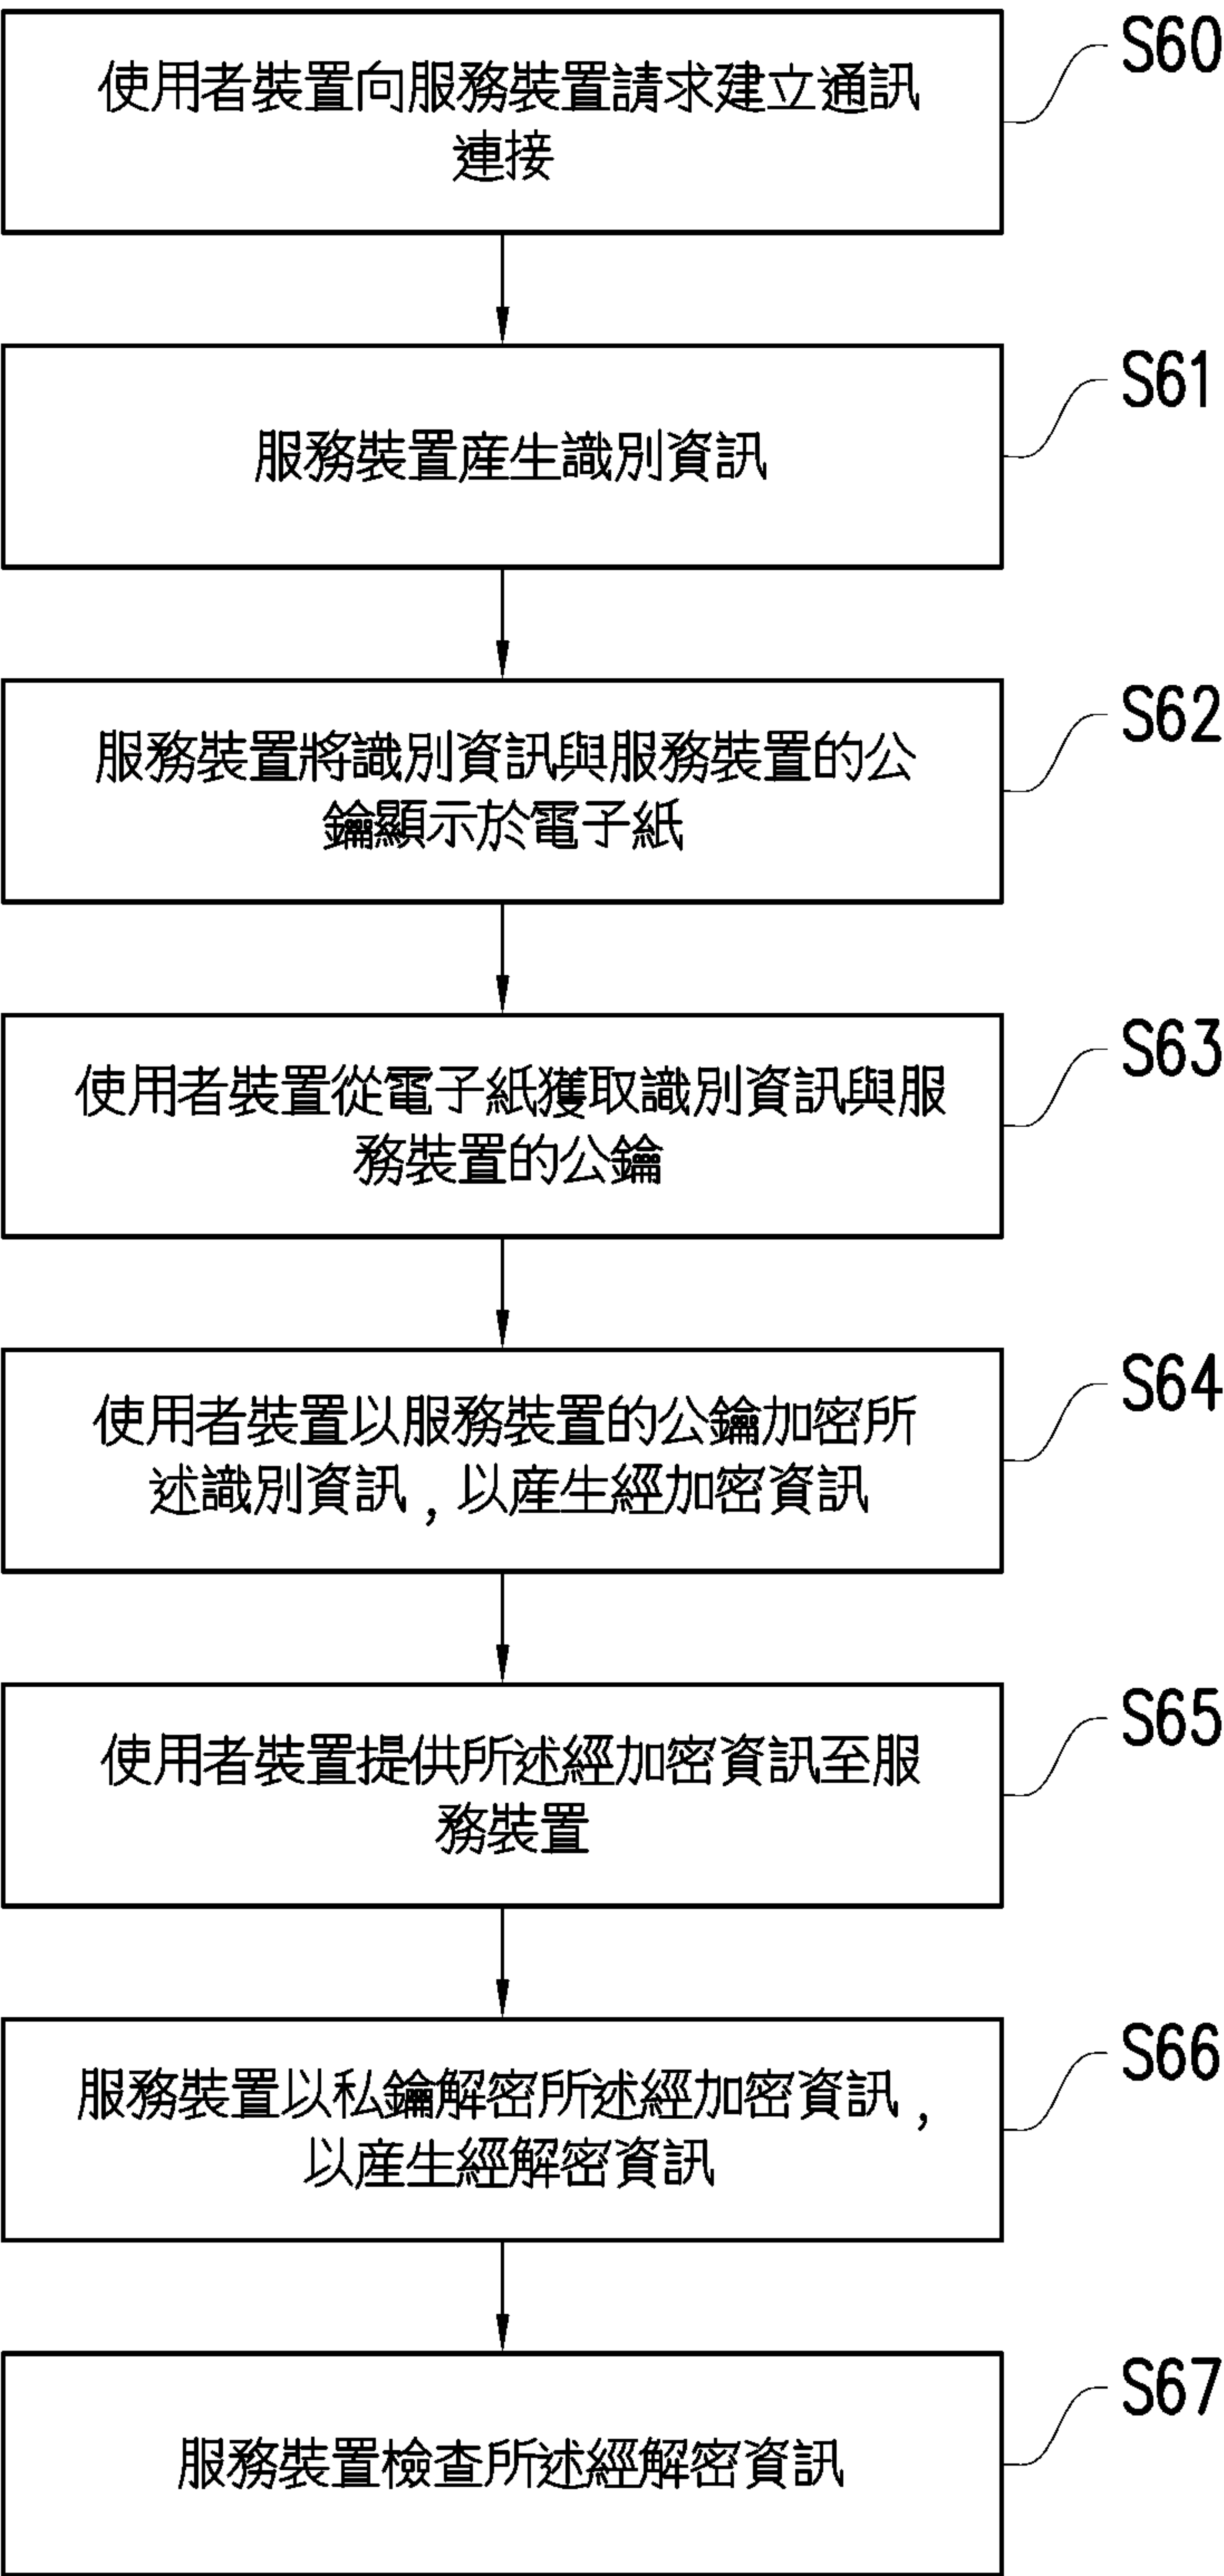 使用者裝置向服務裝置請求建立通訊
連接
S60
服務裝置產生識別資訊
S61
服務裝置將識別資訊與服務裝置的公
鑰顯示於電子紙
S62
使用者裝置從電子紙獲取識別資訊與服
務裝置的公鑰
S63
使用者裝置以服務裝置的公鑰加密所
述識別資訊，以產生經加密資訊
S64
使用者裝置提供所述經加密資訊至服
務裝置
S65
服務裝置以私鑰解密所述經加密資訊，
以產生經解密資訊
S66
服務裝置檢查所述經解密資訊
S67